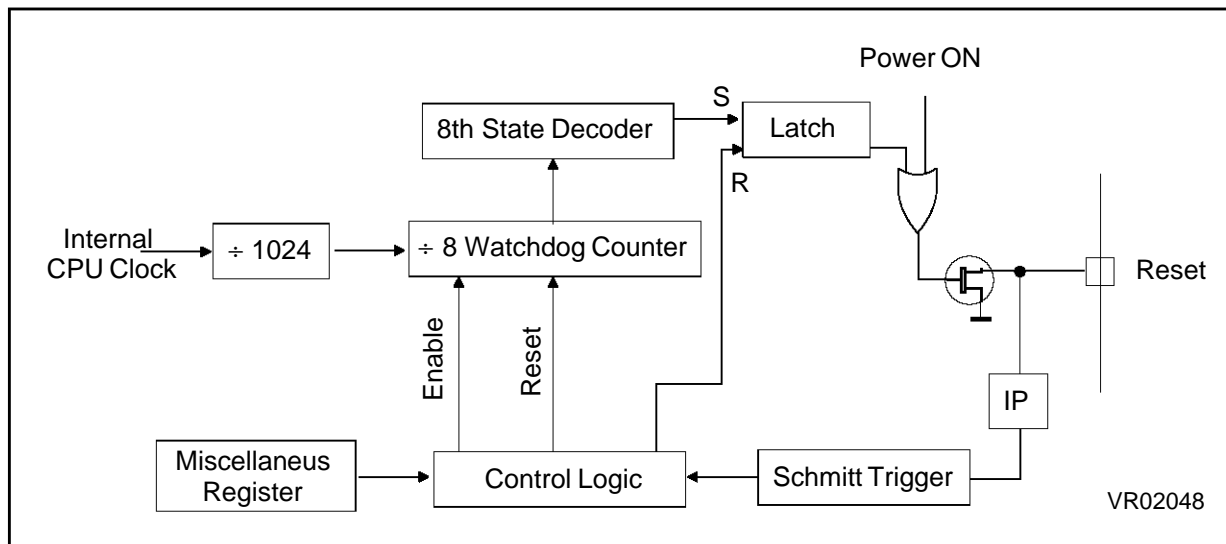 Power ON
S
8th State Decoder
Latch
R
Internal
CPU Clock
÷ 1024
÷ 8 Watchdog Counter
Reset
Enable
Reset
IP
Miscellaneus
Register
Control Logic
Schmitt Trigger
VR02048